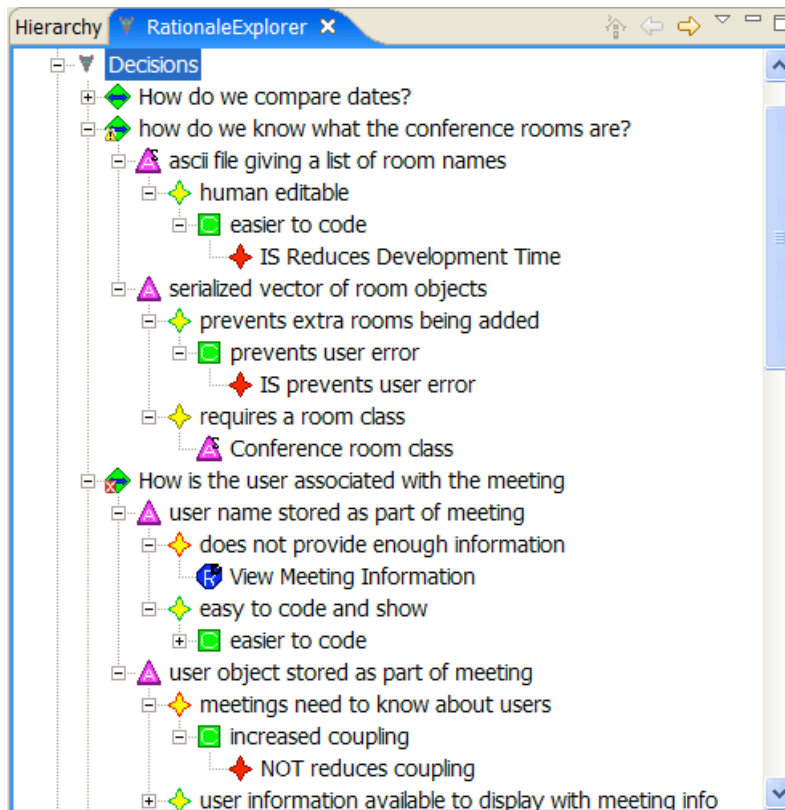 Hierarchy RationaleExplorer
Decisions
How do we compare dates?
how do we know what the conference rooms are?
ascii file giving a list of room names
human editable
C easier to code
IS Reduces Development Time
A serialized vector of room objects
prevents extra rooms being added
C prevents user error
IS prevents user error
requires a room class
Conference room class
How is the user associated with the meeting
A user name stored as part of meeting
does not provide enough information
R View Meeting Information
easy to code and show
C easier to code
A user object stored as part of meeting
meetings need to know about users
C increased coupling
NOT reduces coupling
user information available to display with meeting info